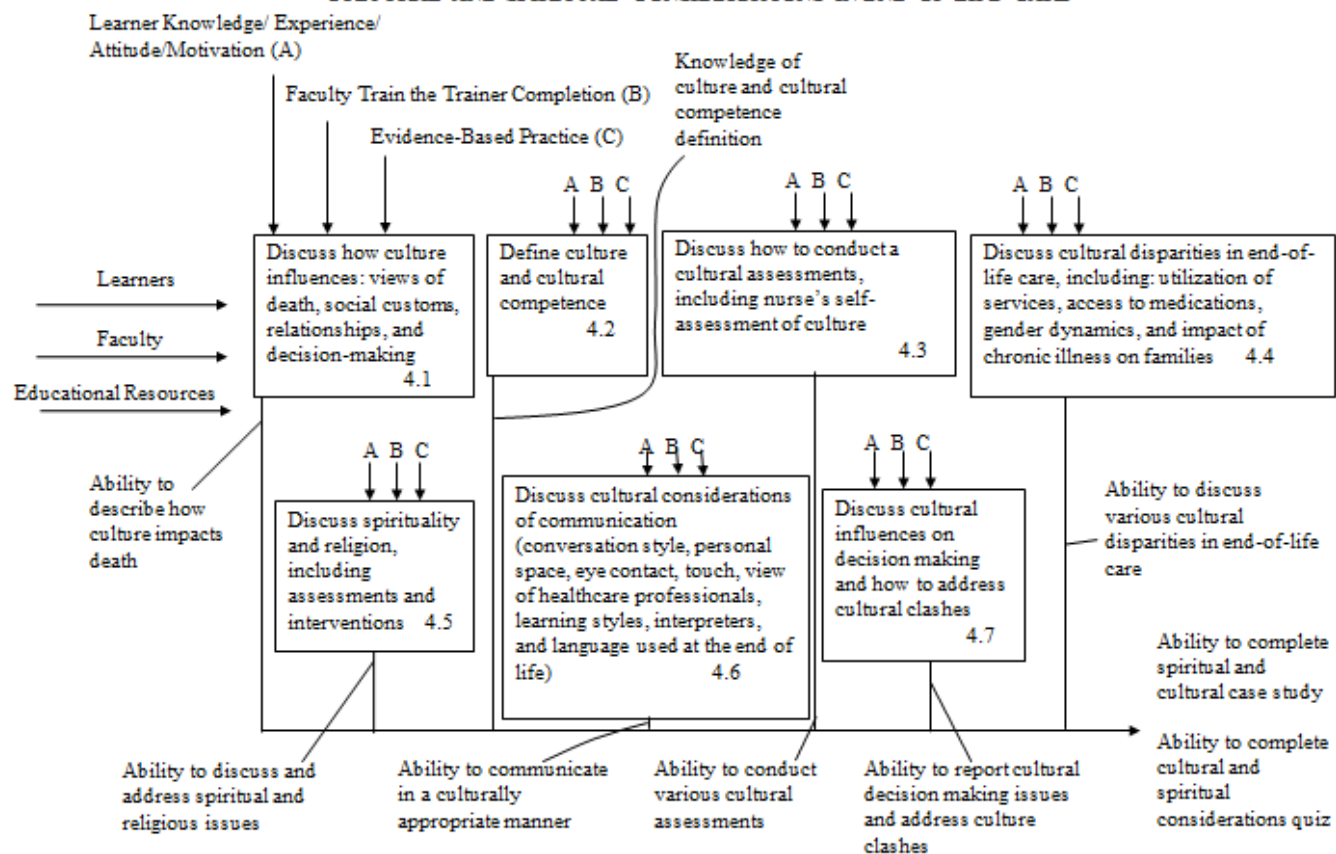 Learner Knowledge/ Experience/
Attitude/Motivation (A)
Faculty Train the Trainer Completion (B)
Evidence-Based Practice (C)
Knowledge of
culture and cultural
competence
definition
A B C
A B C
A B C
Learners
Faculty
Educational Resources
Discuss how culture
influences: views of
death, social customs,
relationships, and
decision-making
4.1
Define culture
and cultural
competence
4.2
Discuss how to conduct a
cultural assessments,
including nurse's self-
assessment of culture
4.3
Discuss cultural disparities in end-of-
life care, including: utilization of
services, access to medications,
gender dynamics, and impact of
chronic illness on families 4.4
Ability to
describe how
culture impacts
death
A B C
Discuss spirituality
and religion,
including
assessments and
interventions 4.5
A B C
Discuss cultural considerations
of communication
(conversation style, personal
space, eye contact, touch, view
of healthcare professionals,
learning styles, interpreters,
and language used at the end of
life) 4.6
A B C
Discuss cultural
influences on
decision making
and how to address
cultural clashes
4.7
Ability to discuss
various cultural
disparities in end-of-life
care
Ability to complete
spiritual and
cultural case study
Ability to discuss and
address spiritual and
religious issues
Ability to communicate
in a culturally
appropriate manner
Ability to conduct
various cultural
assessments
Ability to report cultural
decision making issues
and address culture
clashes
Ability to complete
cultural and
spiritual
considerations quiz